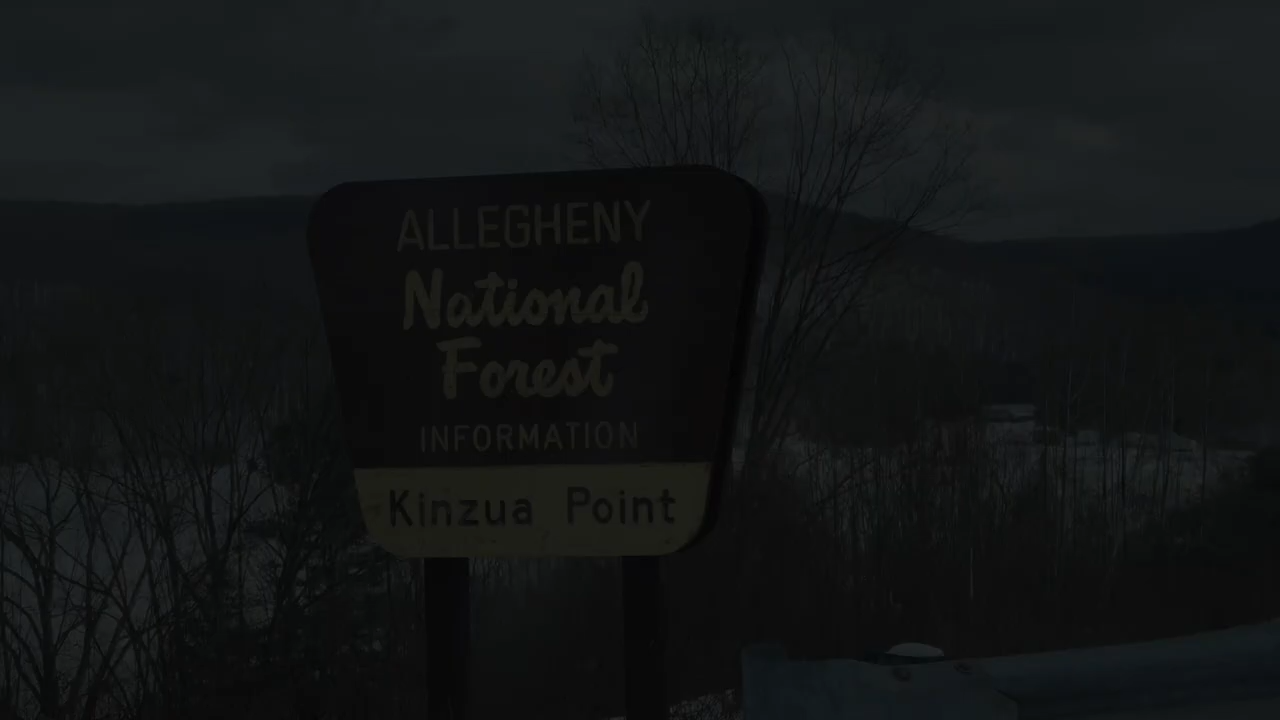 ALLEGHENY
National
Forest
INFORMATION
Kinzua Point